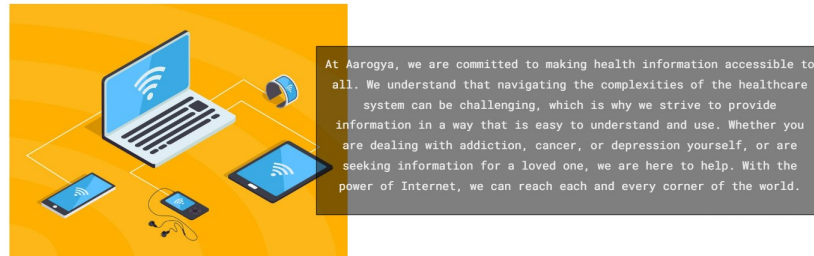 At Aarogya, we are committed to making health information accessible to
all. We understand that navigating the complexities of the healthcare
system can be challenging, which is why we strive to provide
information in a way that is easy to understand and use. Whether you
are dealing with addiction, cancer, or depression yourself, or are
seeking information for a loved one, we are here to help. With the
power of Internet, we can reach each and every corner of the world.